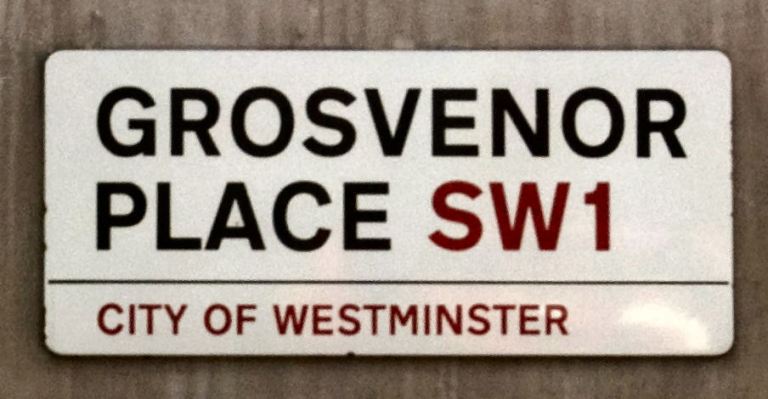 GROSVENOR
PLACE SW1
CITY OF WESTMINSTER